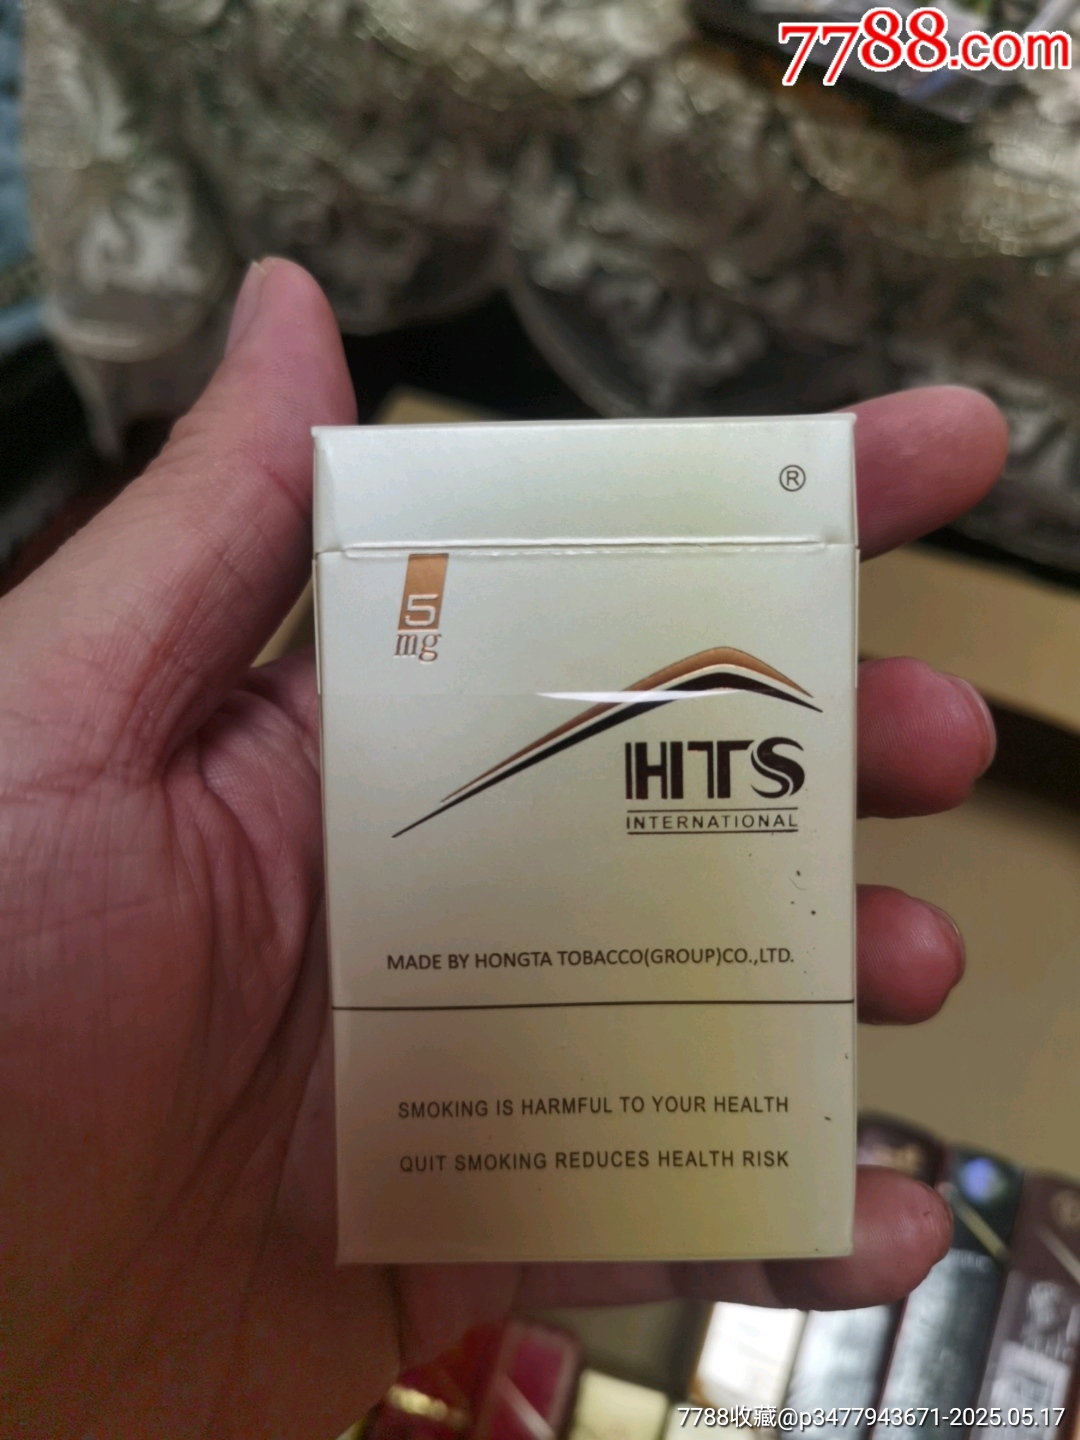 7788.com
®
5
mg
HTS
INTERNATIONAL
MADE BY HONGTA TOBACCO(GROUP)CO.,LTD.
SMOKING IS HARMFUL TO YOUR HEALTH
QUIT SMOKING REDUCES HEALTH RISK
7788收藏@p3477943671-2025.05.17